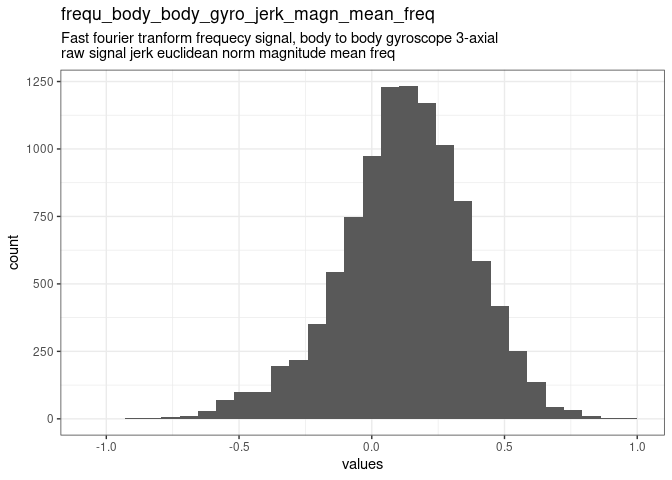 frequ_body_body_gyro_jerk_magn_mean_freq
Fast fourier tranform frequecy signal, body to body gyroscope 3-axial
raw signal jerk euclidean norm magnitude mean freq
1250
1000
750
500
250
0
count
-1.0
-0.5
0.0
0.5
1.0
values